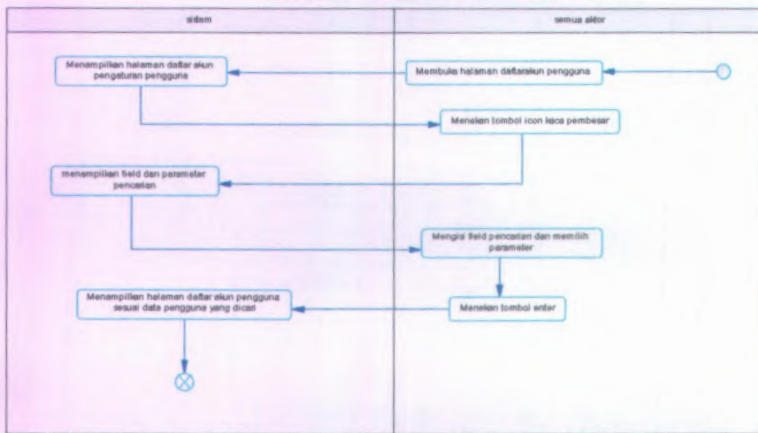 sistem
semua aktor
Menampilkan halaman daftar akun
pengaturan pengguna
Membuka halaman daftarakun pengguna
Menekan tombol icon kaca pembesar
menampilkan field dan parameter
pencarian
Mengisi field pencarian dan memilih
parameter
Menampilkan halaman daftar akun pengguna
sesuai data pengguna yang dicari
Menekan tombol enter